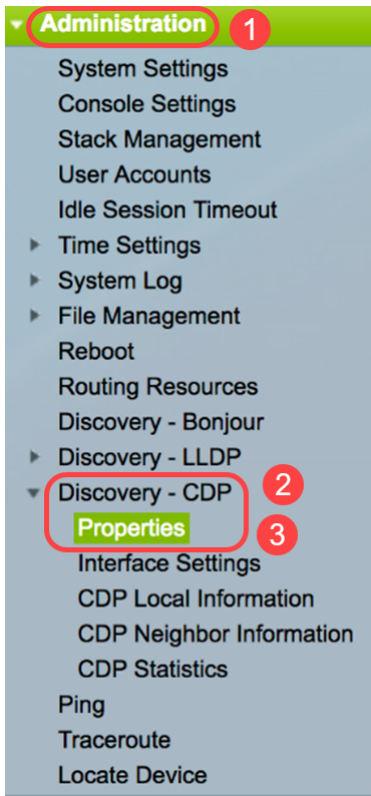 Administration 1
System Settings
Console Settings
Stack Management
User Accounts
Idle Session Timeout
Time Settings
System Log
File Management
Reboot
Routing Resources
Discovery - Bonjour
Discovery - LLDP
Discovery - CDP 2
Properties 3
Interface Settings
CDP Local Information
CDP Neighbor Information
CDP Statistics
Ping
Traceroute
Locate Device